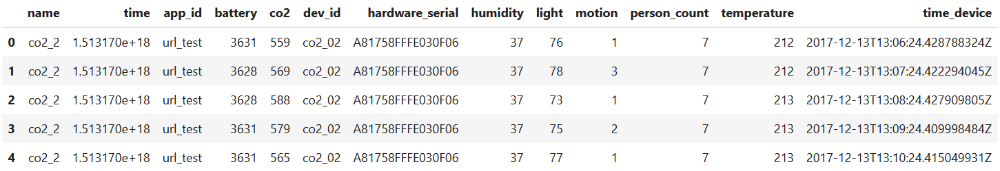 name time app_id battery co2 dev_id hardware_serial humidity light motion person_count temperature time_device
0 co2_2 1.513170e+18 url_test 3631 559 co2_02 A81758FFFE030F06 37 76 1 7 212 2017-12-13T13:06:24.428788324Z
1 co2_2 1.513170e+18 url_test 3628 569 co2_02 A81758FFFE030F06 37 78 3 7 212 2017-12-13T13:07:24.422294045Z
2 co2_2 1.513170e+18 url_test 3628 588 co2_02 A81758FFFE030F06 37 73 1 7 213 2017-12-13T13:08:24.427909805Z
3 co2_2 1.513170e+18 url_test 3631 579 co2_02 A81758FFFE030F06 37 75 2 7 213 2017-12-13T13:09:24.409998484Z
4 co2_2 1.513170e+18 url_test 3631 565 co2_02 A81758FFFE030F06 37 77 1 7 213 2017-12-13T13:10:24.415049931Z